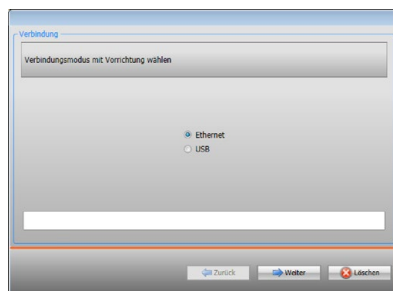 Verbindung
Verbindungsmodus mit Vorrichtung wählen
Ethernet
USB
Zurück
Weiter
Löschen